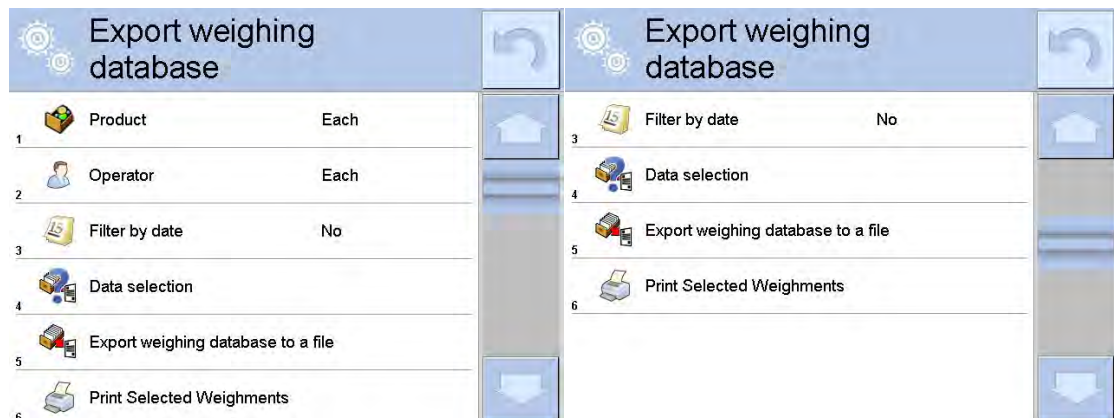 Export weighing
database
1 Product Each
2 Operator Each
15
3 Filter by date No
4 Data selection
5 Export weighing database to a file
6 Print Selected Weighments
Export weighing
database
15
3 Filter by date No
4 Data selection
5 Export weighing database to a file
6 Print Selected Weighments